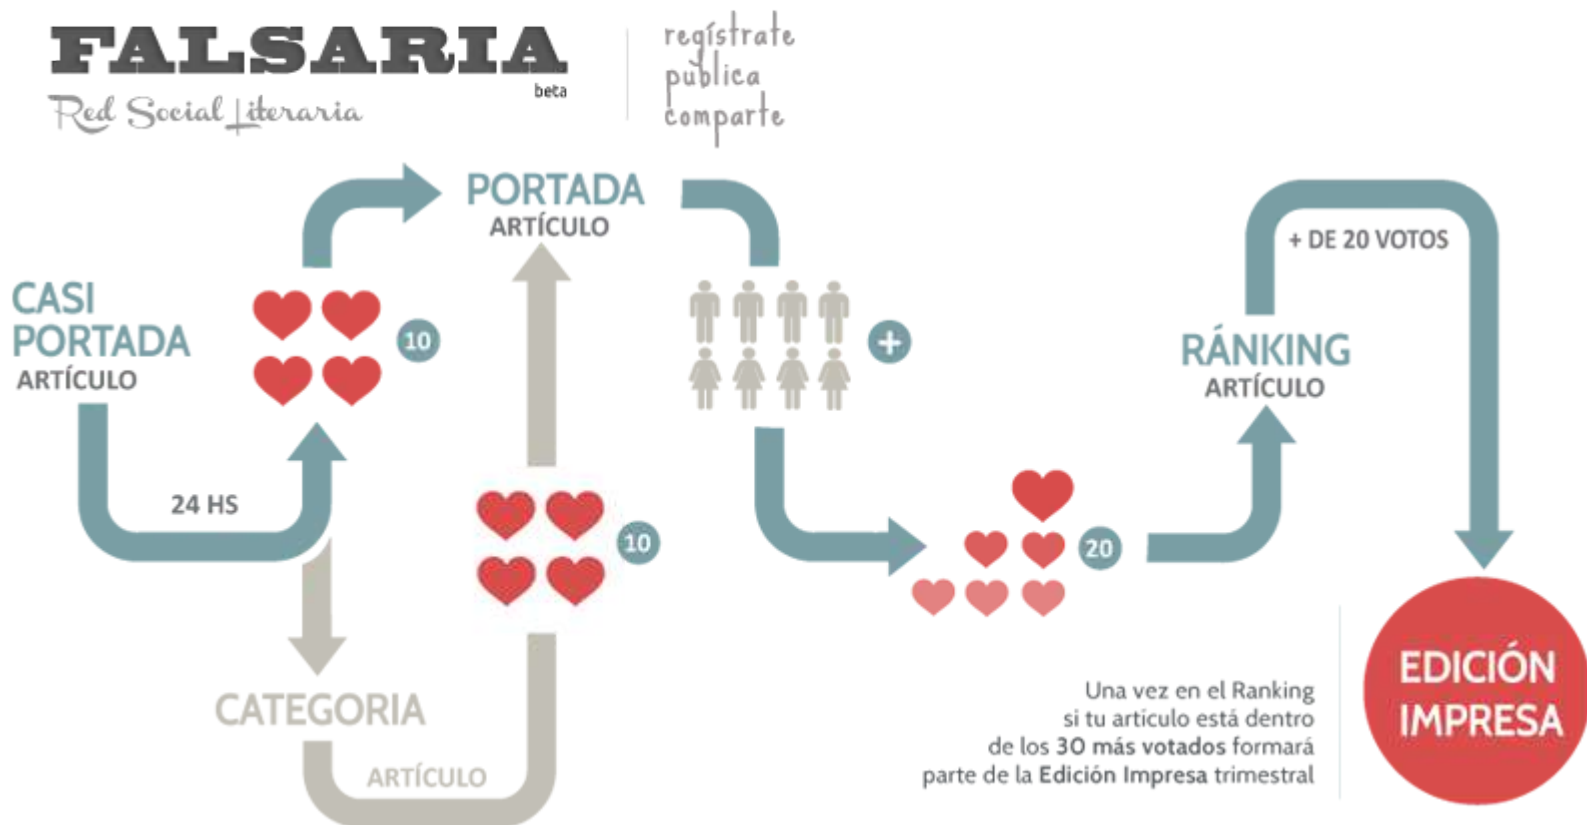 FALSARIA
beta
Red Social Literaria
regístrate
publica
comparte
CASI
PORTADA
ARTÍCULO
24 HS
10
PORTADA
ARTÍCULO
10
CATEGORIA
ARTÍCULO
+
20
RÁNKING
ARTÍCULO
+ DE 20 VOTOS
Una vez en el Ranking
si tu artículo está dentro
de los 30 más votados formará
parte de la Edición Impresa trimestral
EDICIÓN
IMPRESA